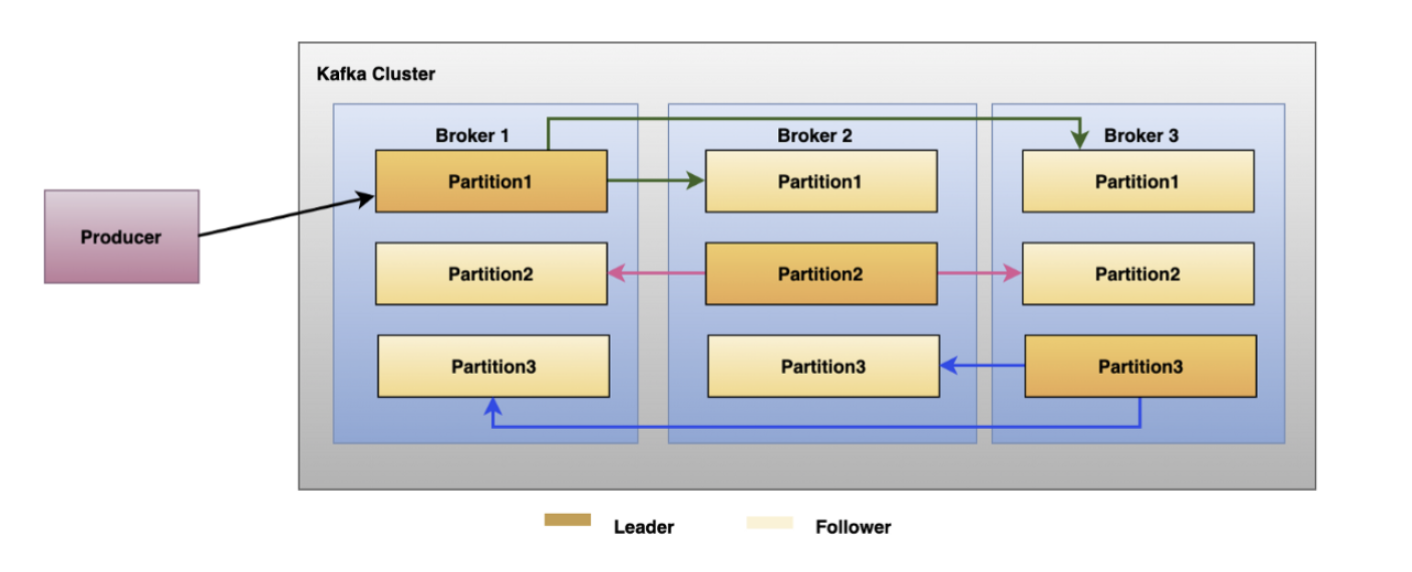 Kafka Cluster
Broker 1
Broker 2
Broker 3
Partition1
Partition1
Partition1
Producer
Partition2
Partition2
Partition2
Partition3
Partition3
Partition3
Leader
Follower